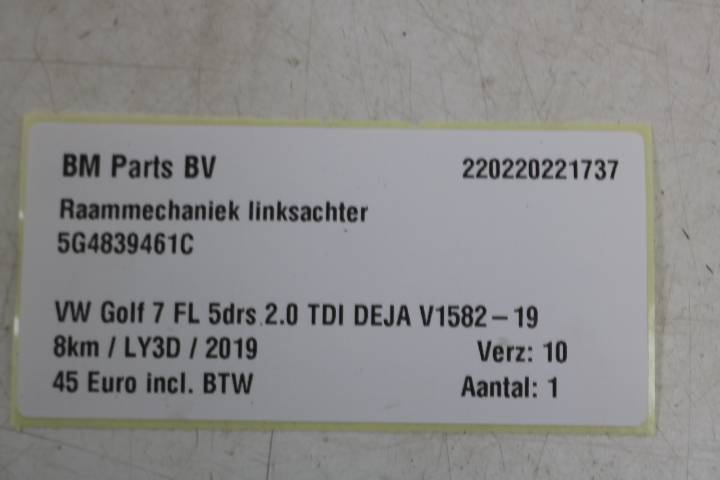 BM Parts BV 220220221737
Raammechaniek linksachter
5G4839461C
VW Golf 7 FL 5drs 2.0 TDI DEJA V1582-19
8km / LY3D / 2019 Verz: 10
45 Euro incl. BTW Aantal: 1